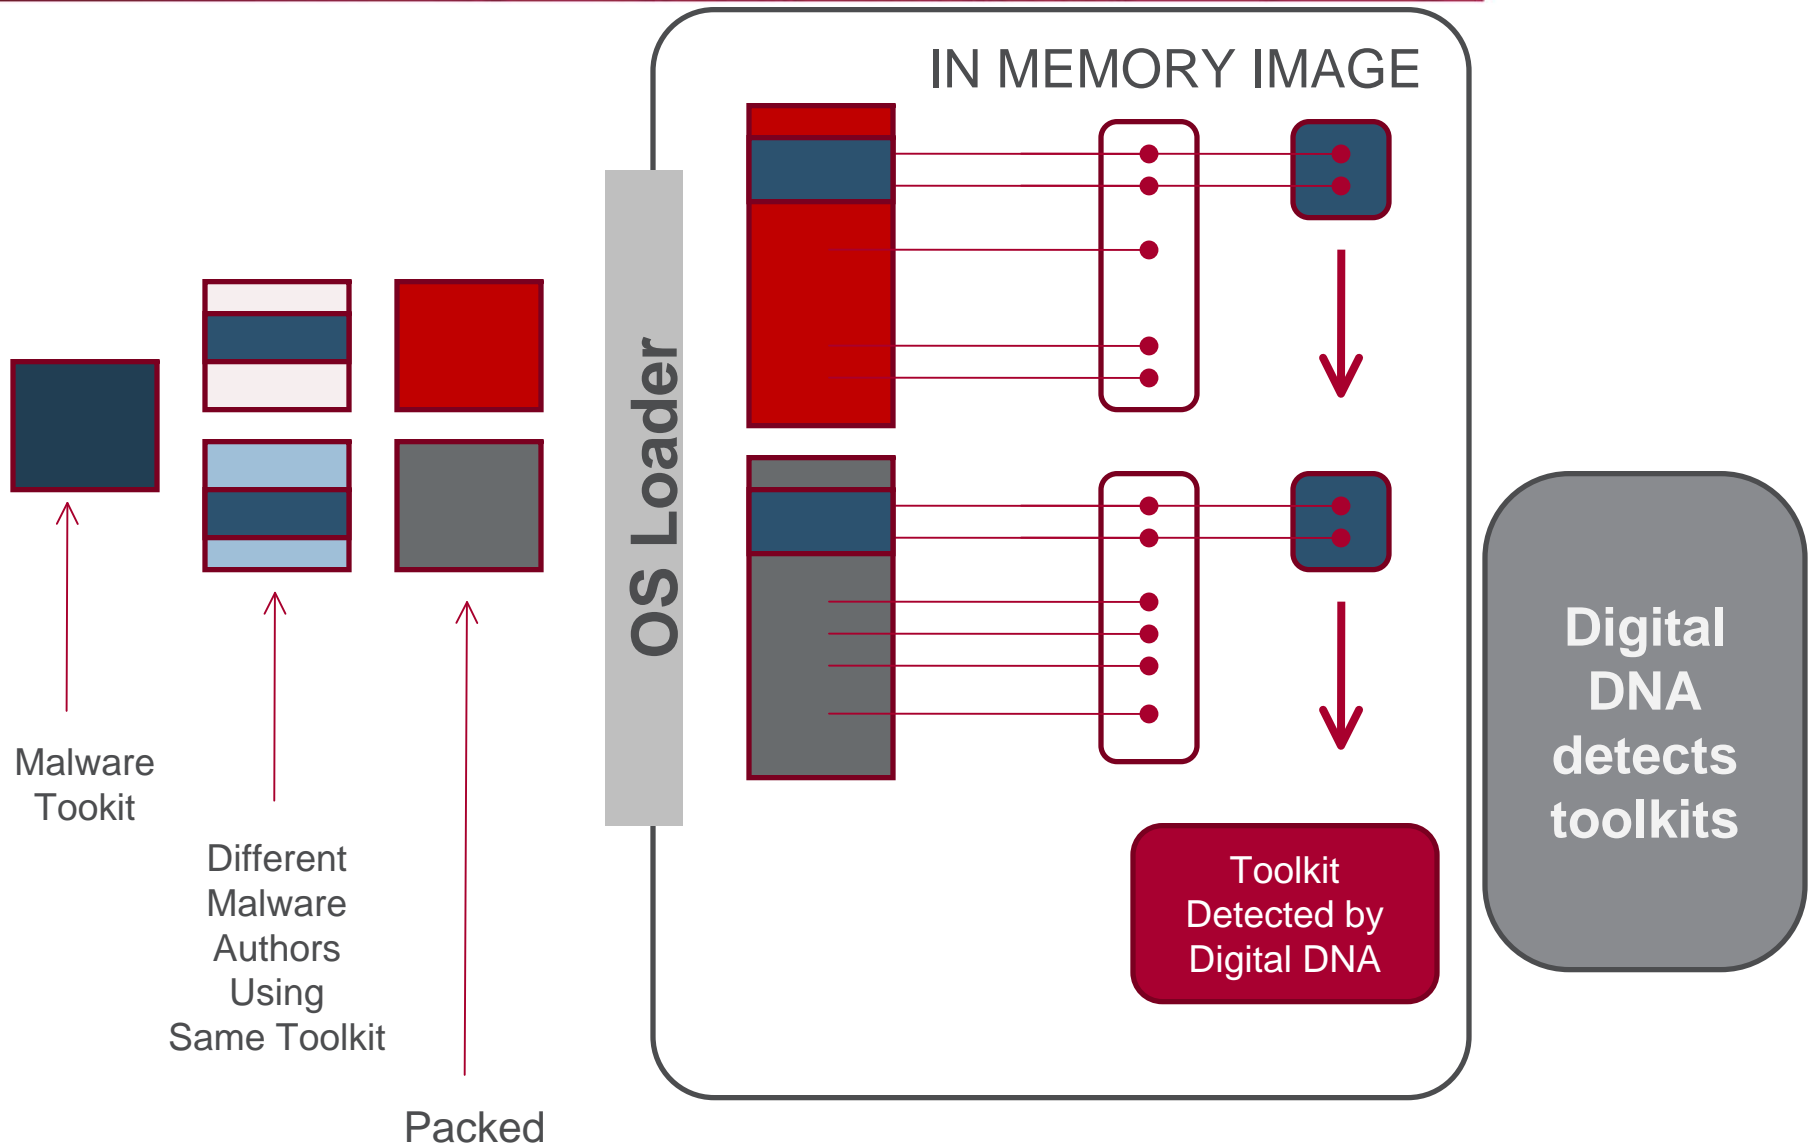 IN MEMORY IMAGE
OS Loader
Malware
Tookit
Different
Malware
Authors
Using
Same Toolkit
Packed
Toolkit
Detected by
Digital DNA
Digital
DNA
detects
toolkits